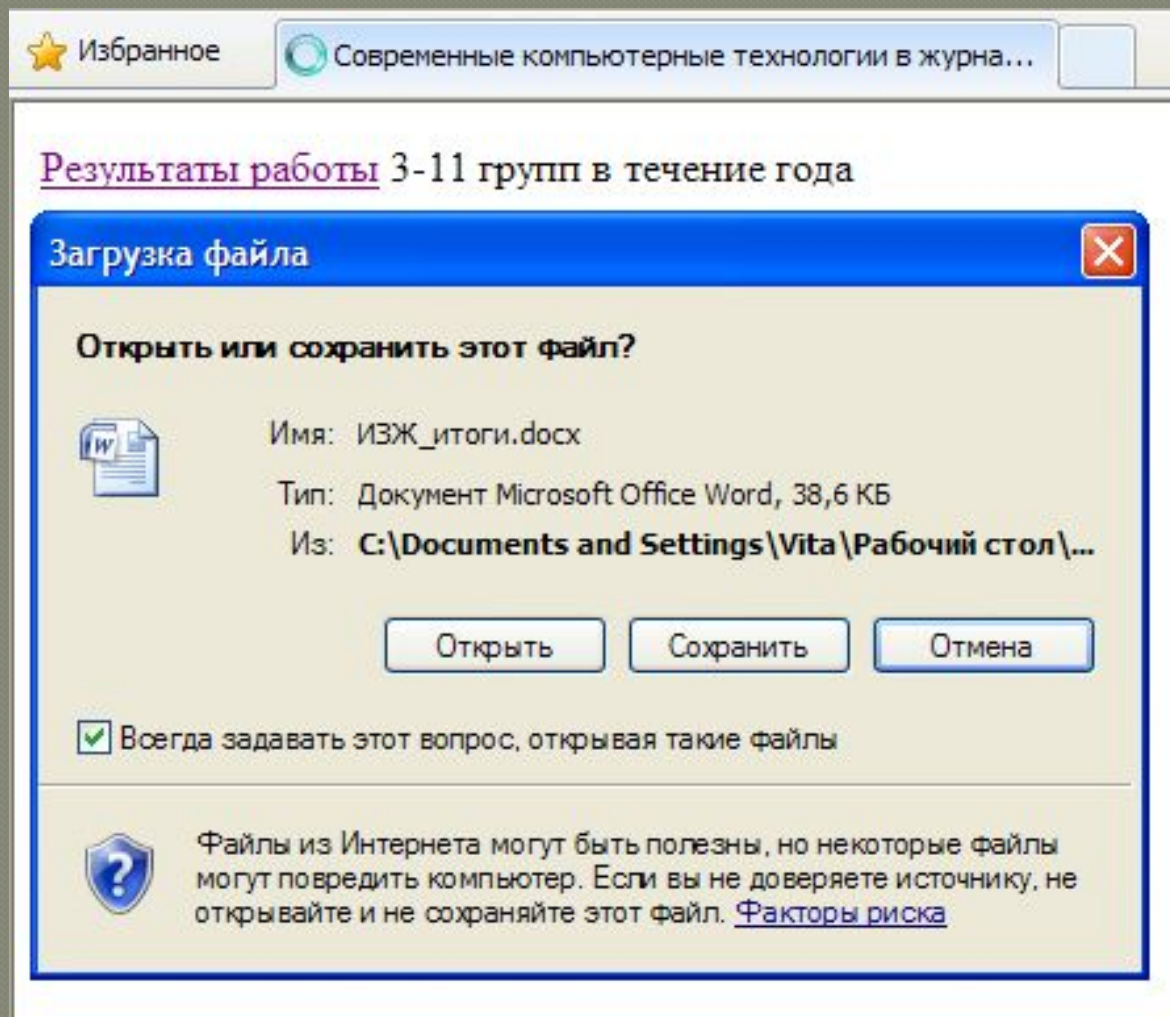 Избранное
Современные компьютерные технологии в журна...
Результаты работы 3-11 групп в течение года
Загрузка файла
Открыть или сохранить этот файл?
Имя: ИЗЖ_итоги.docx
Тип: Документ Microsoft Office Word, 38,6 КБ
Из: C:\Documents and Settings\Vita\Рабочий стол\...
Открыть Сохранить Отмена
Всегда задавать этот вопрос, открывая такие файлы
Файлы из Интернета могут быть полезны, но некоторые файлы
могут повредить компьютер. Если вы не доверяете источнику, не
открывайте и не сохраняйте этот файл. Факторы риска